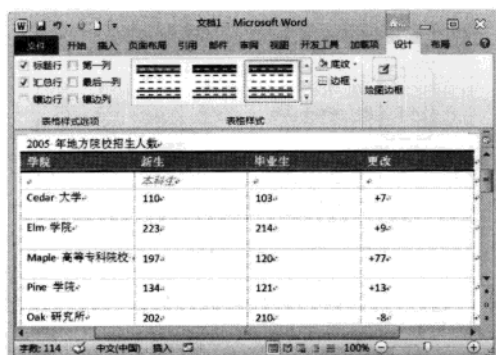 文档1 - Microsoft Word
文件 开始 插入 页面布局 引用 邮件 审阅 视图 开发工具 加载项 设计 布局
标题行 第一列
汇总行 最后一列
镶边行 镶边列
底纹
边框
绘图边框
表格样式选项 表格样式
2005 年地方院校招生人数
学院 新生 毕业生 更改
本科生
Cedar 大学 110 103 +7
Elm 学院 223 214 +9
Maple 高等专科院校 197 120 +77
Pine 学院 134 121 +13
Oak 研究所 202 210 -8
字数: 114 中文(中国) 插入 100%